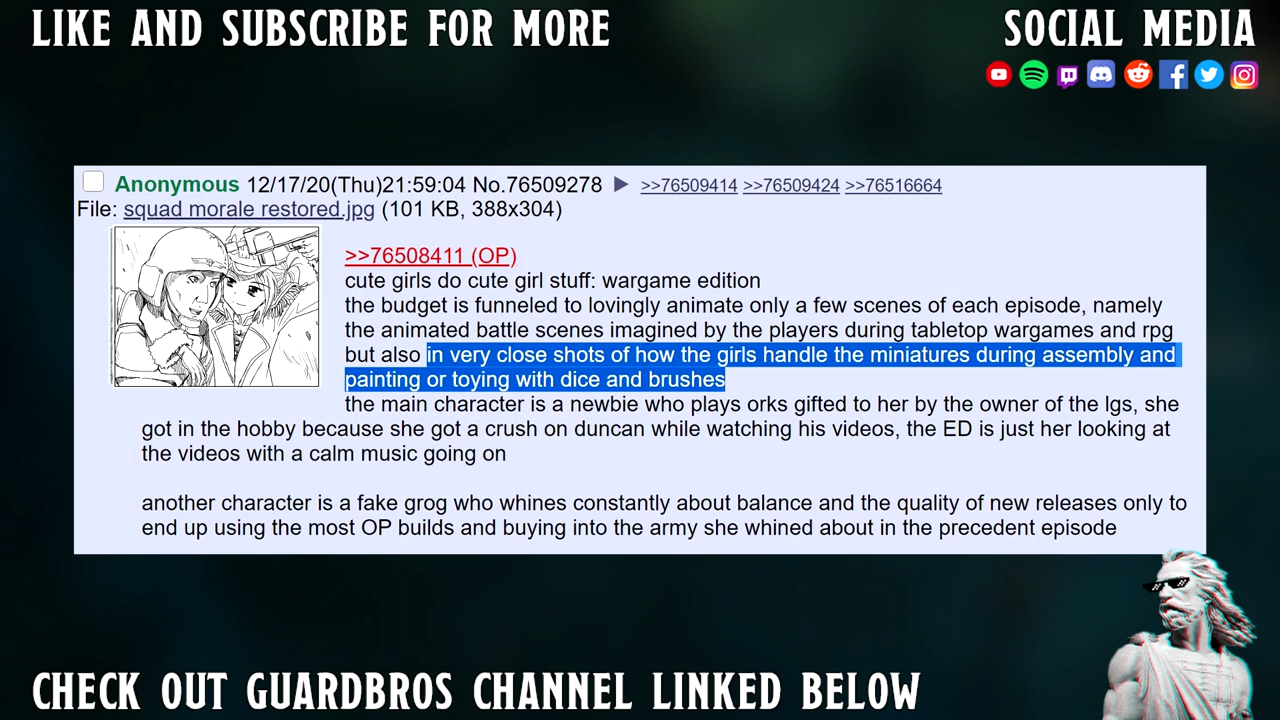 LIKE AND SUBSCRIBE FOR MORE
SOCIAL MEDIA
Anonymous 12/17/20(Thu)21:59:04 No.76509278 ▶ >>76509414 >>76509424 >>76516664
File: squad morale restored.jpg (101 KB, 388x304)
>>76508411 (OP)
cute girls do cute girl stuff: wargame edition
the budget is funneled to lovingly animate only a few scenes of each episode, namely
the animated battle scenes imagined by the players during tabletop wargames and rpg
but also in very close shots of how the girls handle the miniatures during assembly and
painting or toying with dice and brushes
the main character is a newbie who plays orks gifted to her by the owner of the lgs, she
got in the hobby because she got a crush on duncan while watching his videos, the ED is just her looking at
the videos with a calm music going on
another character is a fake grog who whines constantly about balance and the quality of new releases only to
end up using the most OP builds and buying into the army she whined about in the precedent episode
CHECK OUT GUARDBROS CHANNEL LINKED BELOW